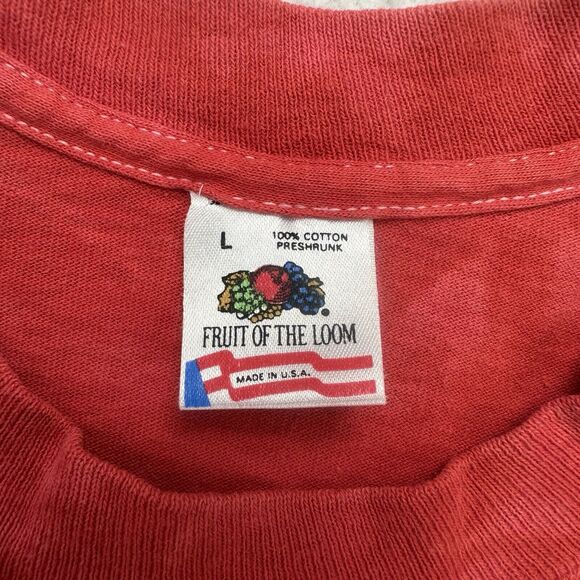 L 100% COTTON
PRESHRUNK
FRUIT OF THE LOOM
MADE IN U.S.A.